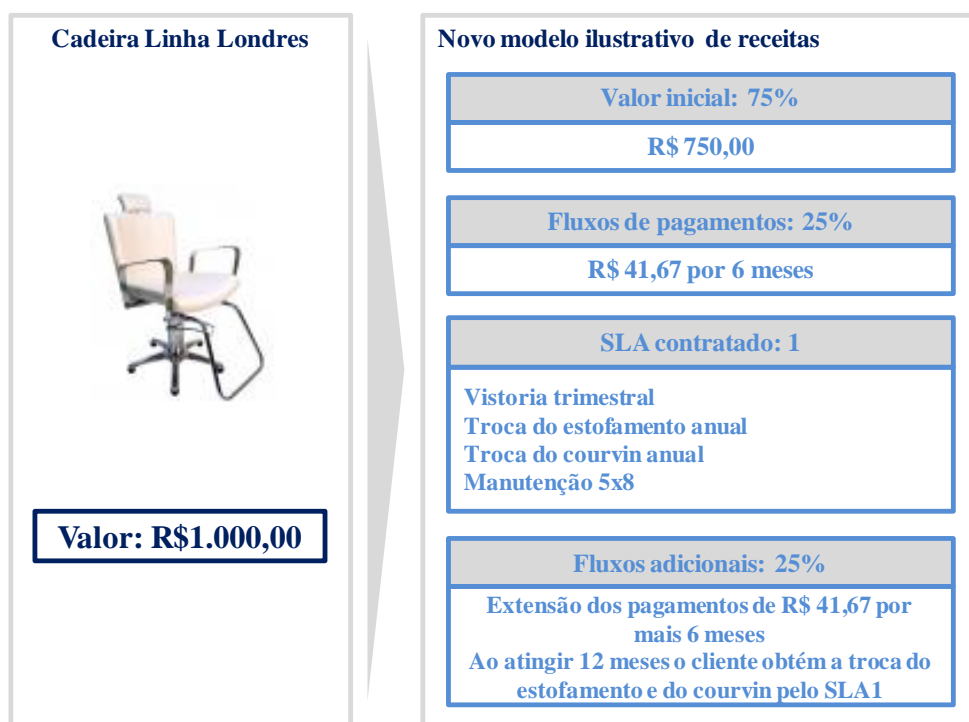 Cadeira Linha Londres
Valor: R$1.000,00
Novo modelo ilustrativo de receitas
Valor inicial: 75%
R$ 750,00
Fluxos de pagamentos: 25%
R$ 41,67 por 6 meses
SLA contratado: 1
Vistoria trimestral
Troca do estofamento anual
Troca do courvin anual
Manutenção 5x8
Fluxos adicionais: 25%
Extensão dos pagamentos de R$ 41,67 por
mais 6 meses
Ao atingir 12 meses o cliente obtém a troca do
estofamento e do courvin pelo SLA1